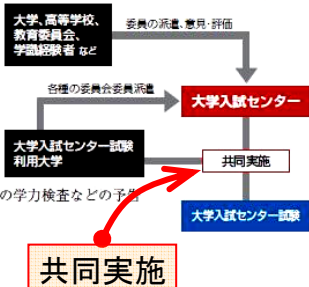 大学、高等学校、
教育委員会、
学識経験者 など
委員の派遣、意見・評価
各種の委員会委員派遣
大学入試センター
大学入試センター試験
利用大学
共同実施
の学力検査などの予告
大学入試センター試験
共同実施